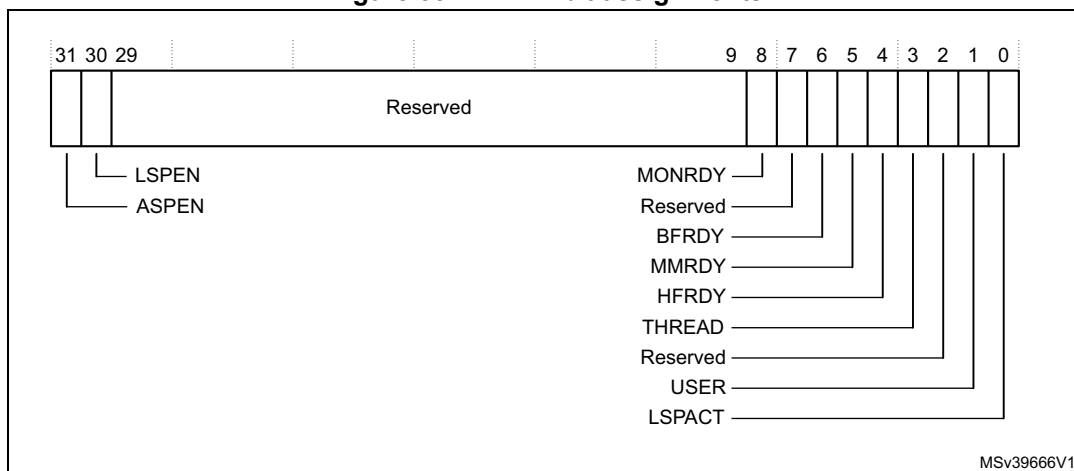 31 30 29 9 8 7 6 5 4 3 2 1 0
Reserved
LSPEN MONRDY
ASPEN Reserved
BFRDY
MMRDY
HFRDY
THREAD
Reserved
USER
LSPACT
MSv39666V1